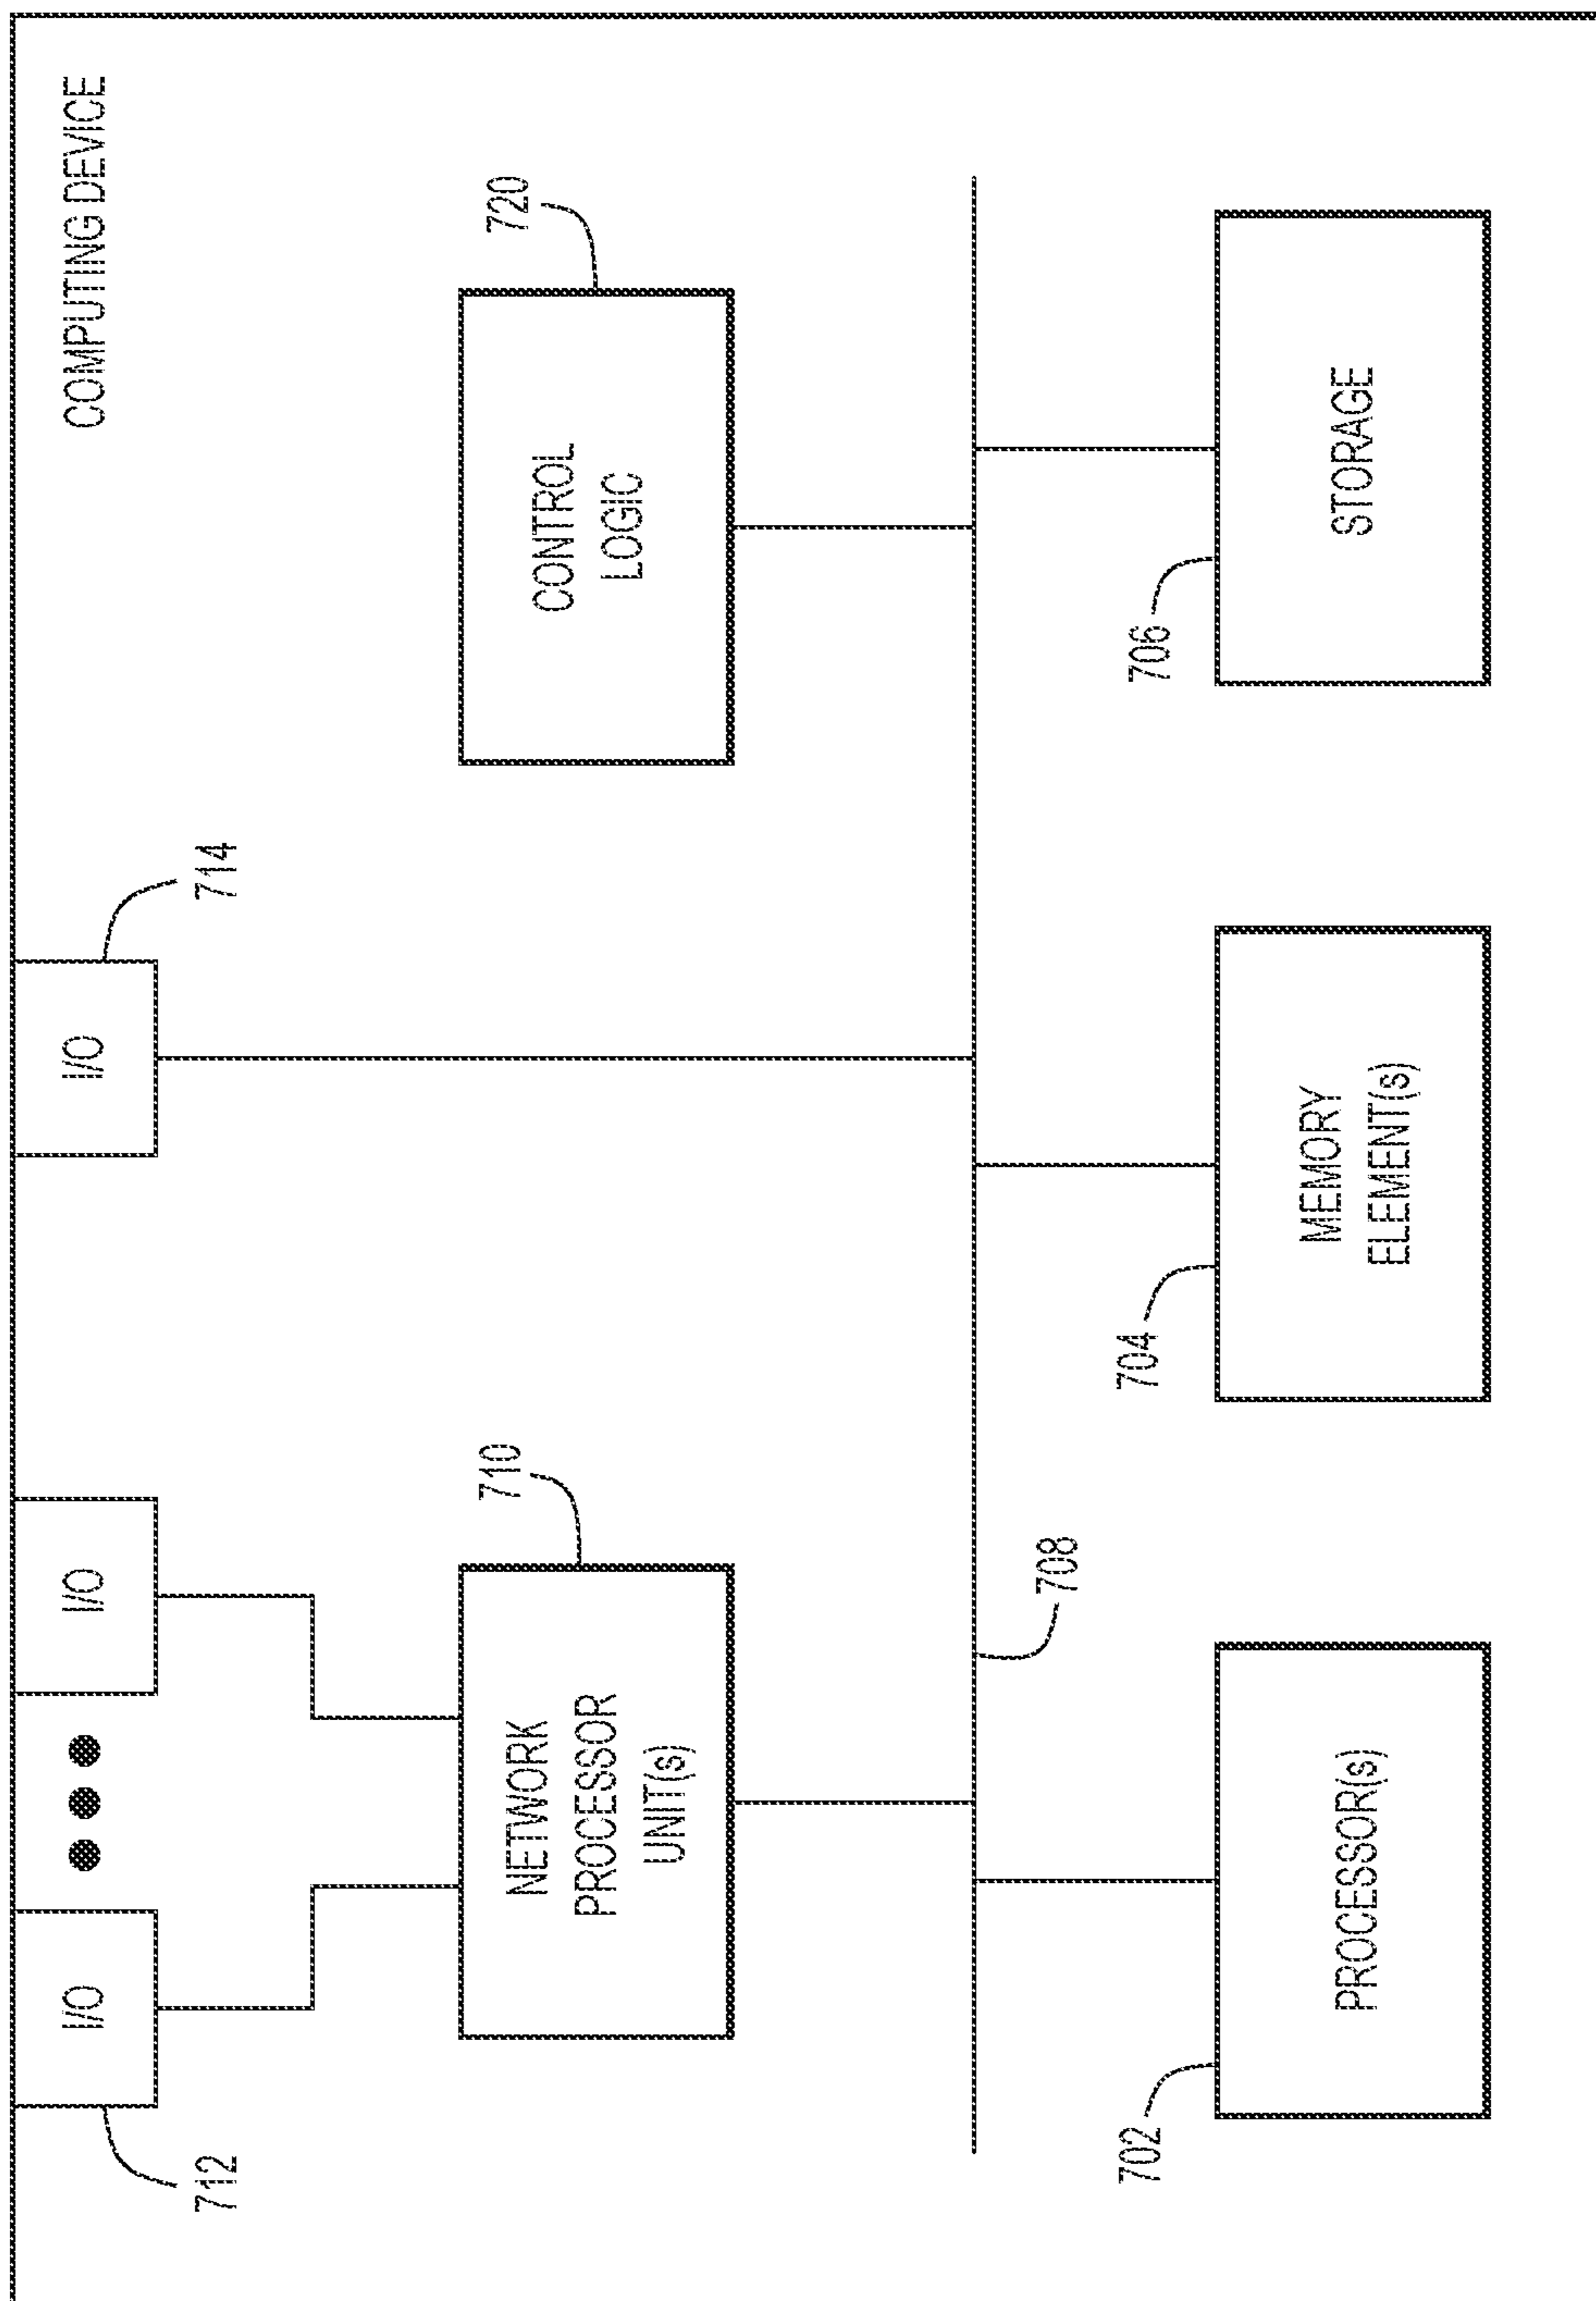 COMPUTING DEVICE
I/O
I/O
I/O
712
714
710
720
NETWORK
PROCESSOR
UNIT(s)
CONTROL
LOGIC
708
702
704
706
PROCESSOR(s)
MEMORY
ELEMENT(s)
STORAGE